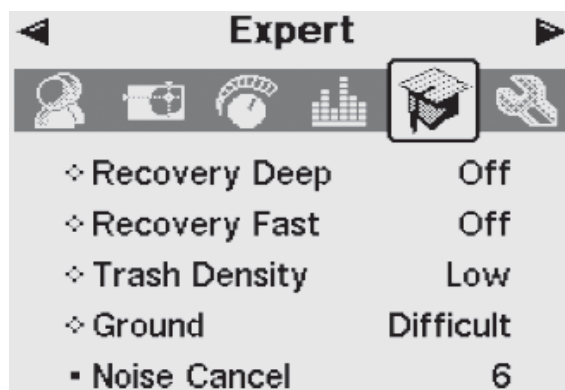 Expert
Recovery Deep Off
Recovery Fast Off
Trash Density Low
Ground Difficult
Noise Cancel 6